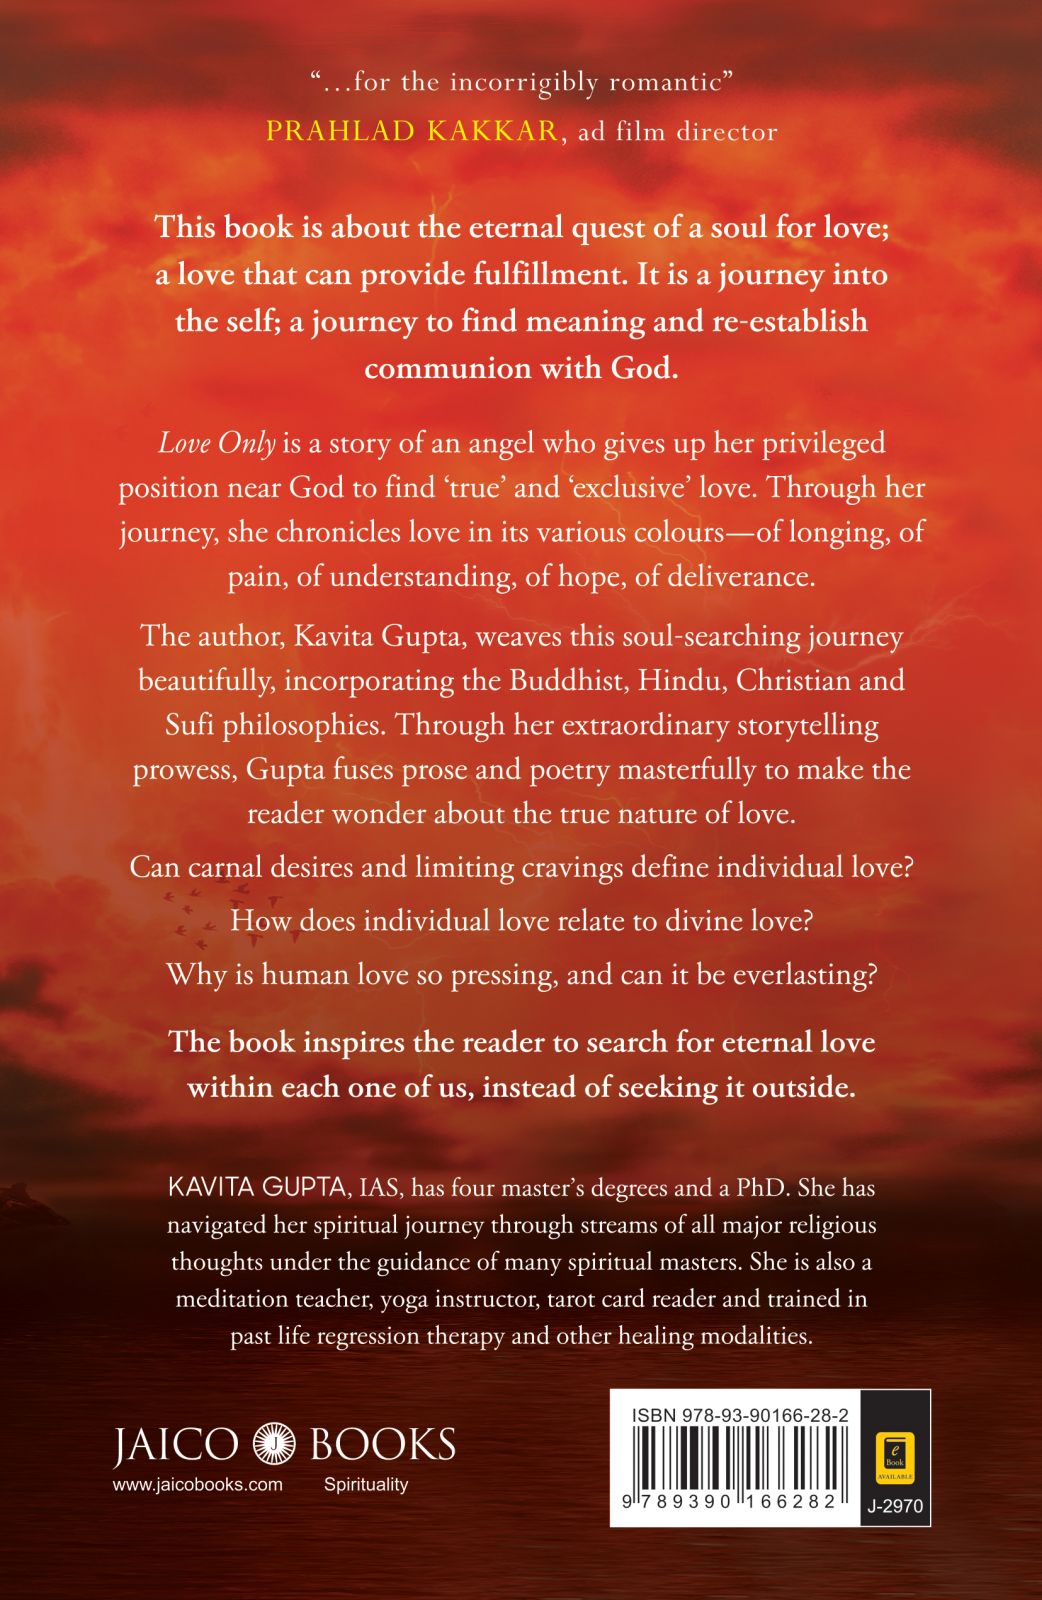 “...for the incorrigibly romantic”
PRAHLAD KAKKAR, ad film director
This book is about the eternal quest of a soul for love;
a love that can provide fulfillment. It is a journey into
the self; a journey to find meaning and re-establish
communion with God.
Love Only is a story of an angel who gives up her privileged
position near God to find ‘true’ and ‘exclusive’ love. Through her
journey, she chronicles love in its various colours—of longing, of
pain, of understanding, of hope, of deliverance.
The author, Kavita Gupta, weaves this soul-searching journey
beautifully, incorporating the Buddhist, Hindu, Christian and
Sufi philosophies. Through her extraordinary storytelling
prowess, Gupta fuses prose and poetry masterfully to make the
reader wonder about the true nature of love.
Can carnal desires and limiting cravings define individual love?
How does individual love relate to divine love?
Why is human love so pressing, and can it be everlasting?
The book inspires the reader to search for eternal love
within each one of us, instead of seeking it outside.
KAVITA GUPTA, IAS, has four master’s degrees and a PhD. She has
navigated her spiritual journey through streams of all major religious
thoughts under the guidance of many spiritual masters. She is also a
meditation teacher, yoga instructor, tarot card reader and trained in
past life regression therapy and other healing modalities.
JAICO J BOOKS
www.jaicobooks.com Spirituality
ISBN 978-93-90166-28-2
9 789390 166282
e
Book
AVAILABLE
J-2970